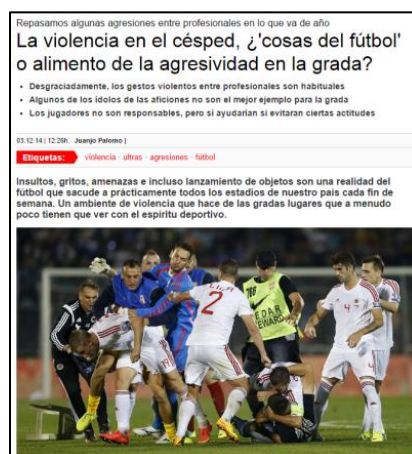 Repasamos algunas agresiones entre profesionales en lo que va de año
La violencia en el césped, ¿'cosas del fútbol'
o alimento de la agresividad en la grada?
• Desgraciadamente, los gestos violentos entre profesionales son habituales
• Algunos de los ídolos de las aficiones no son el mejor ejemplo para la grada
• Los jugadores no son responsables, pero sí ayudarían si evitaran ciertas actitudes
03.12.14 | 12:26h. Juanjo Palomo |
Etiquetas: violencia · ultras · agresiones · fútbol
Insultos, gritos, amenazas e incluso lanzamiento de objetos son una realidad del
fútbol que sacude a prácticamente todos los estadios de nuestro país cada fin de
semana. Un ambiente de violencia que hace de las gradas lugares que a menudo
poco tienen que ver con el espíritu deportivo.
2
4
19
EDAR
STEWARD